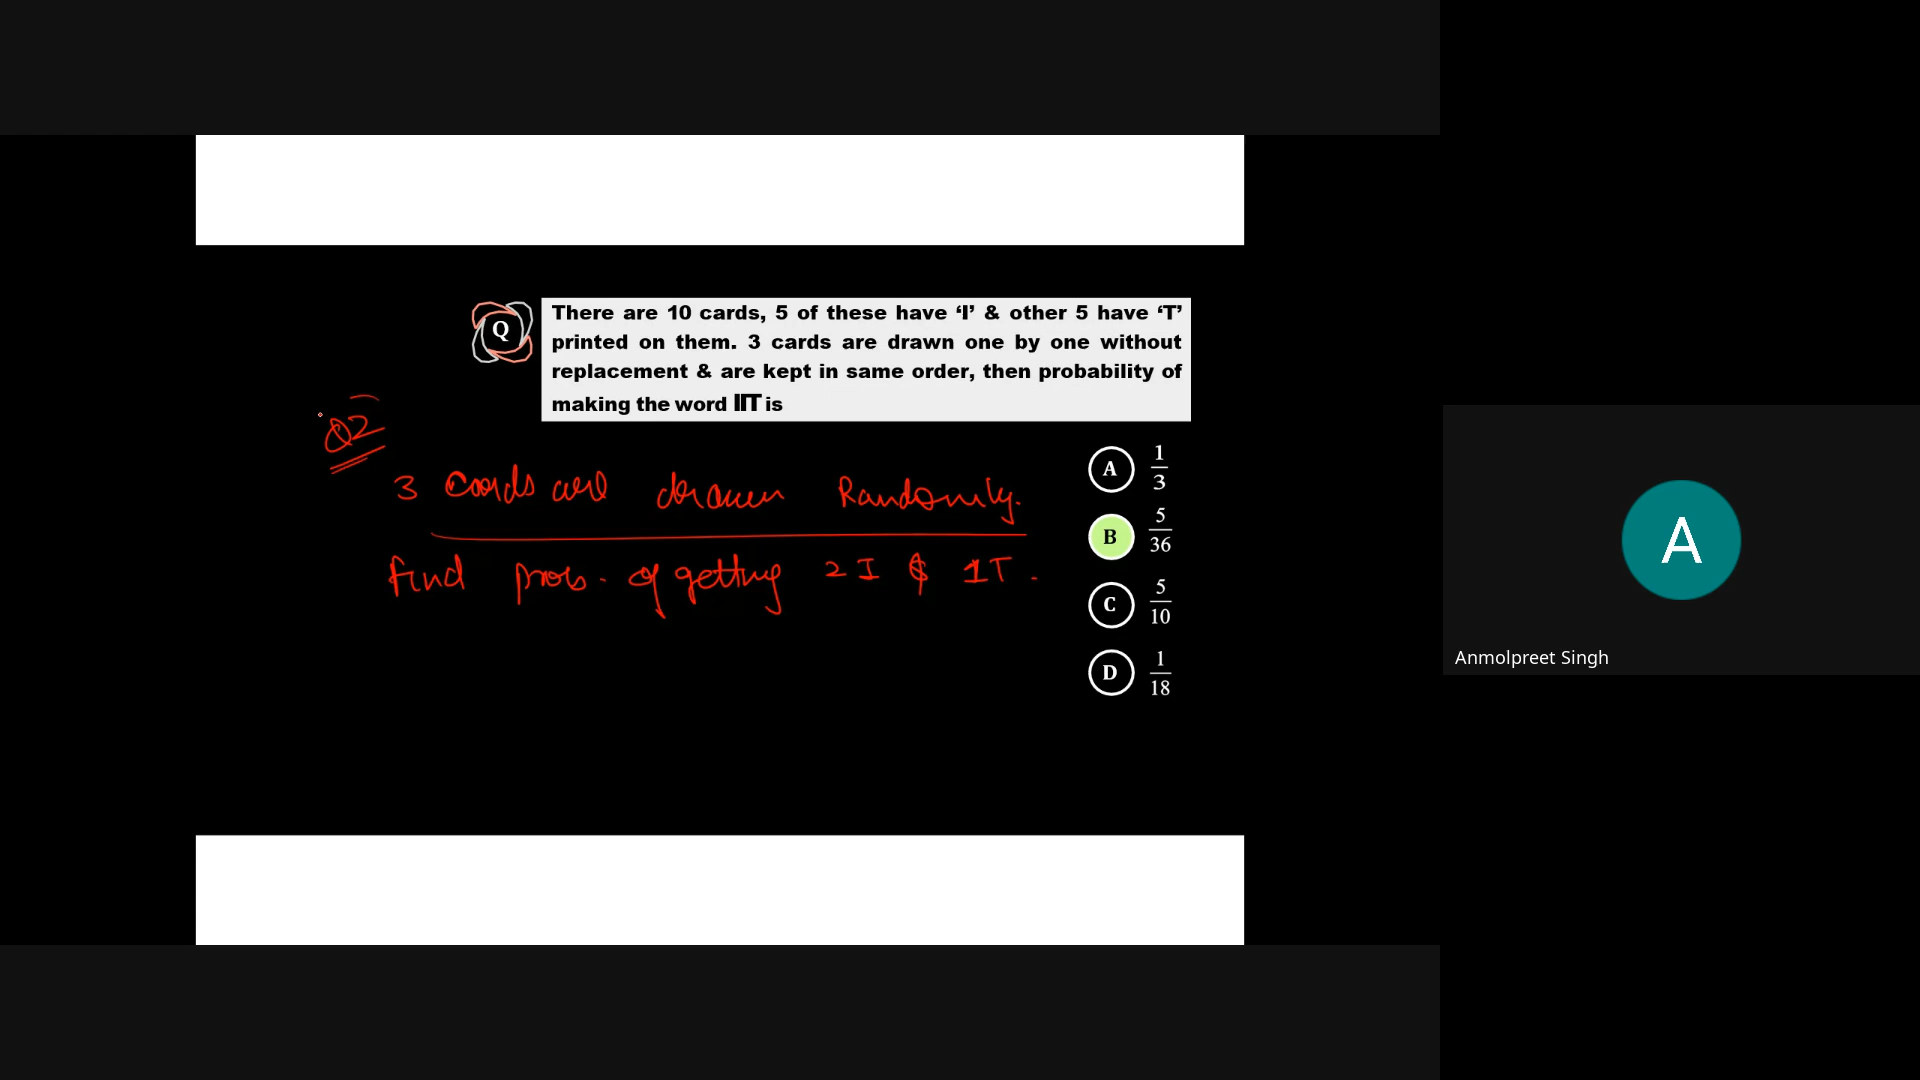 Q
There are 10 cards, 5 of these have ‘I’ & other 5 have ‘T’
printed on them. 3 cards are drawn one by one without
replacement & are kept in same order, then probability of
making the word IIT is
Q2
3 cards are drawn Randomly.
find prob. of getting 2 I & 1T.
A 1/3
B 5/36
C 5/10
D 1/18
A
Anmolpreet Singh